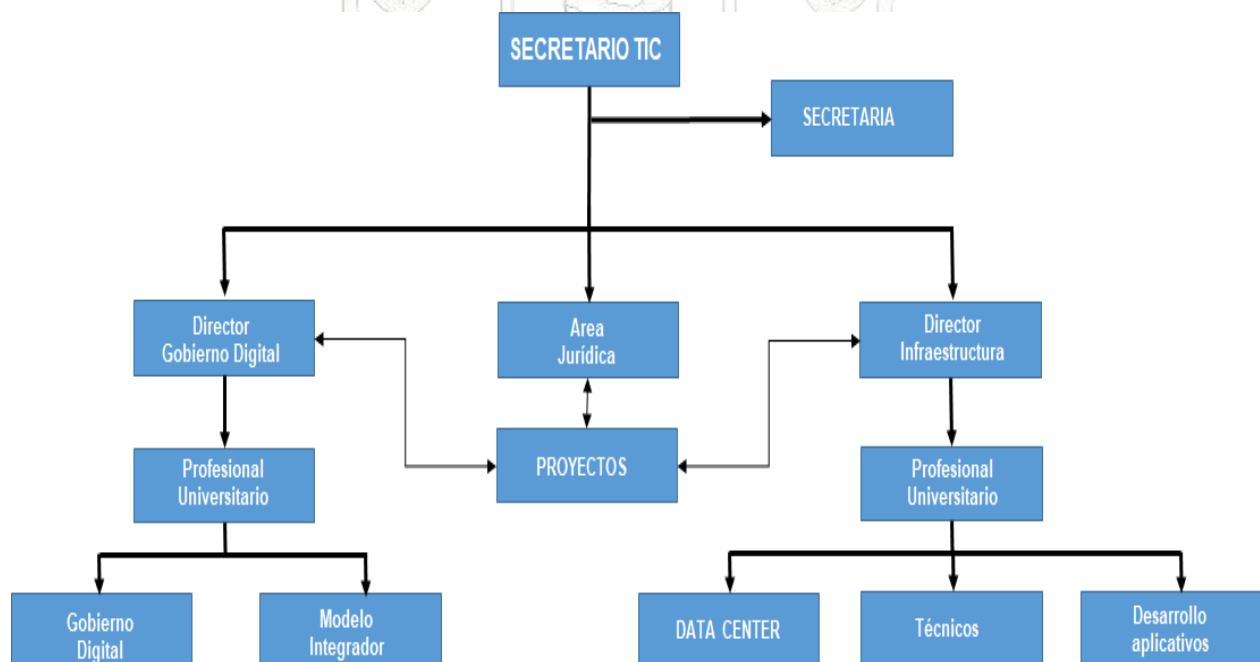 SECRETARIO TIC
SECRETARIA
Director
Gobierno Digital
Area
Jurídica
Director
Infraestructura
PROYECTOS
Profesional
Universitario
Profesional
Universitario
Gobierno
Digital
Modelo
Integrador
DATA CENTER
Técnicos
Desarrollo
aplicativos